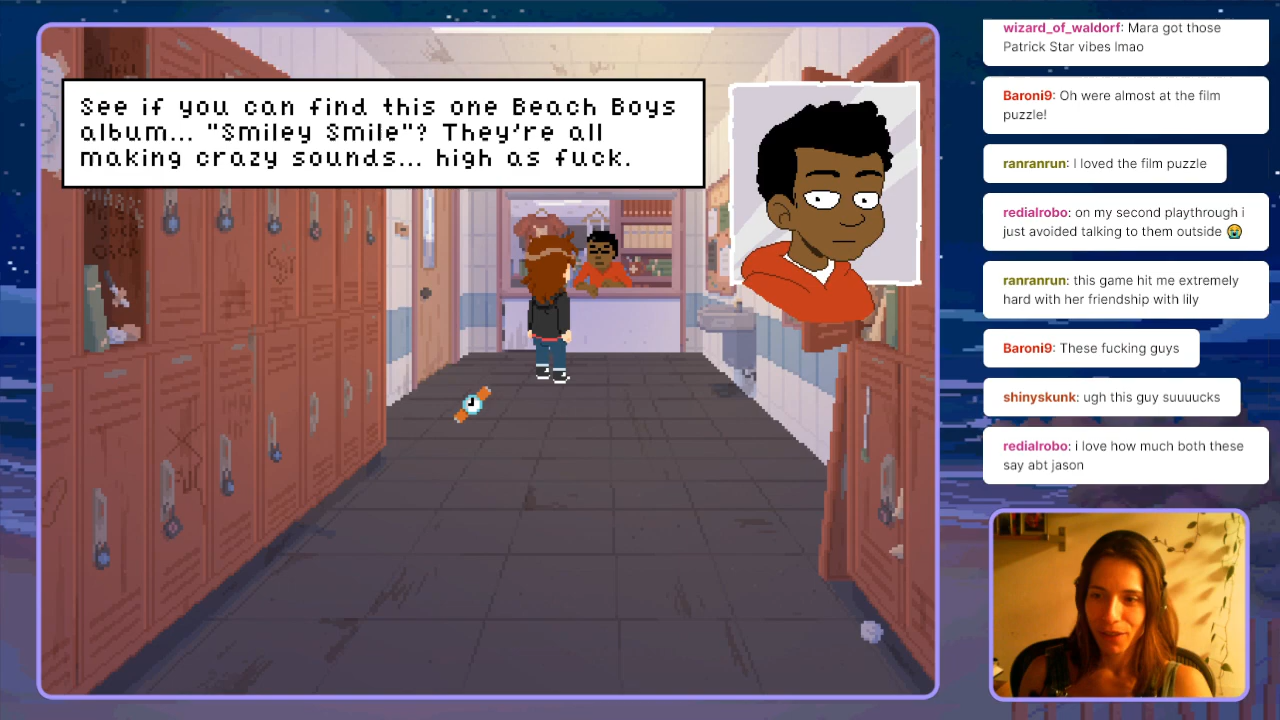 See if you can find this one Beach Boys
album... "Smiley Smile"? They're all
making crazy sounds... high as fuck.
wizard_of_waldorf: Mara got those
Patrick Star vibes lmao
Baroni9: Oh were almost at the film
puzzle!
ranranrun: I loved the film puzzle
redialrobo: on my second playthrough i
just avoided talking to them outside 😭
ranranrun: this game hit me extremely
hard with her friendship with lily
Baroni9: These fucking guys
shinyskunk: ugh this guy suuuucks
redialrobo: i love how much both these
say abt jason